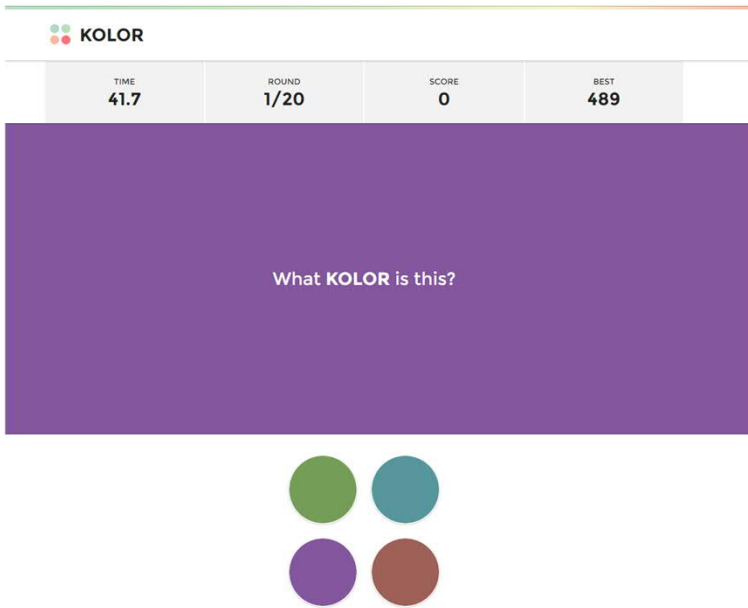 KOLOR
TIME ROUND SCORE BEST
41.7 1/20 0 489
What KOLOR is this?